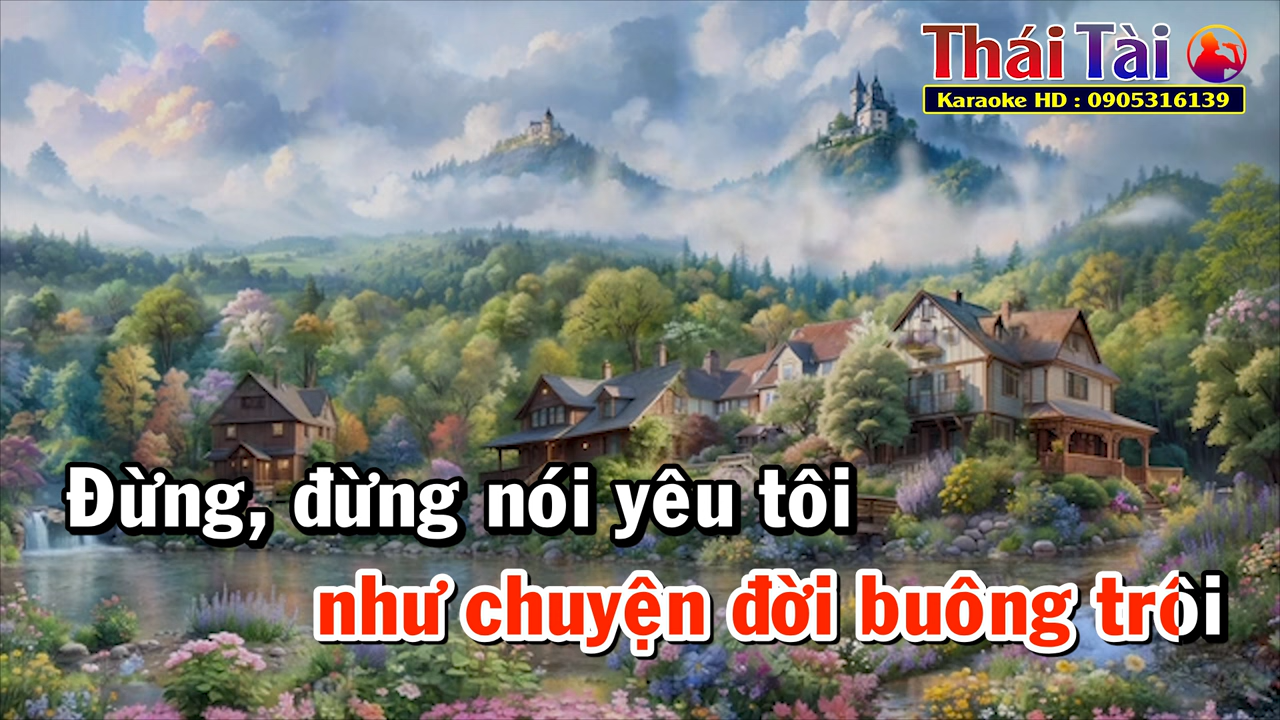 Thái Tài
Karaoke HD : 0905316139
Đừng, đừng nói yêu tôi
như chuyện đời buông trôi